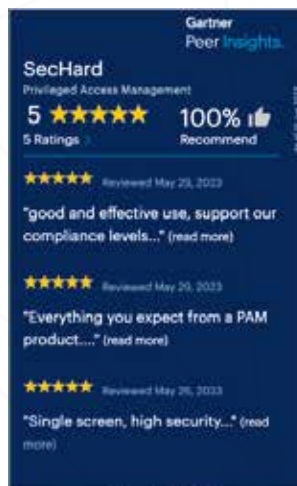 Gartner
Peer Insights.
SecHard
Privileged Access Management
5 100%
5 Ratings Recommend
Reviewed May 29, 2023
"good and effective use, support our
compliance levels..." (read more)
Reviewed May 29, 2023
"Everything you expect from a PAM
product...." (read more)
Reviewed May 26, 2023
"Single screen, high security..." (read
more)